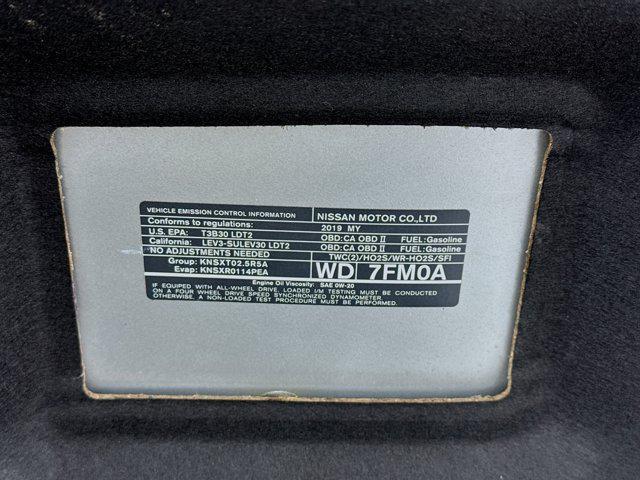 VEHICLE EMISSION CONTROL INFORMATION NISSAN MOTOR CO.,LTD
Conforms to regulations: 2019 MY
U.S. EPA: T3B30 LDT2 OBD:CA OBD II FUEL:Gasoline
California: LEV3-SULEV30 LDT2 OBD:CA OBD II FUEL:Gasoline
NO ADJUSTMENTS NEEDED TWC(2)/HO2S/WR-HO2S/SFI
Group: KNSXT02.5R5A
Evap: KNSXR0114PEA
WD 7FM0A
Engine Oil Viscosity: SAE 0W-20
IF EQUIPPED WITH ALL-WHEEL DRIVE, LOADED I/M TESTING MUST BE CONDUCTED
ON A FOUR WHEEL DRIVE SPEED SYNCHRONIZED DYNAMOMETER.
OTHERWISE, A NON-LOADED TEST PROCEDURE MUST BE PERFORMED.